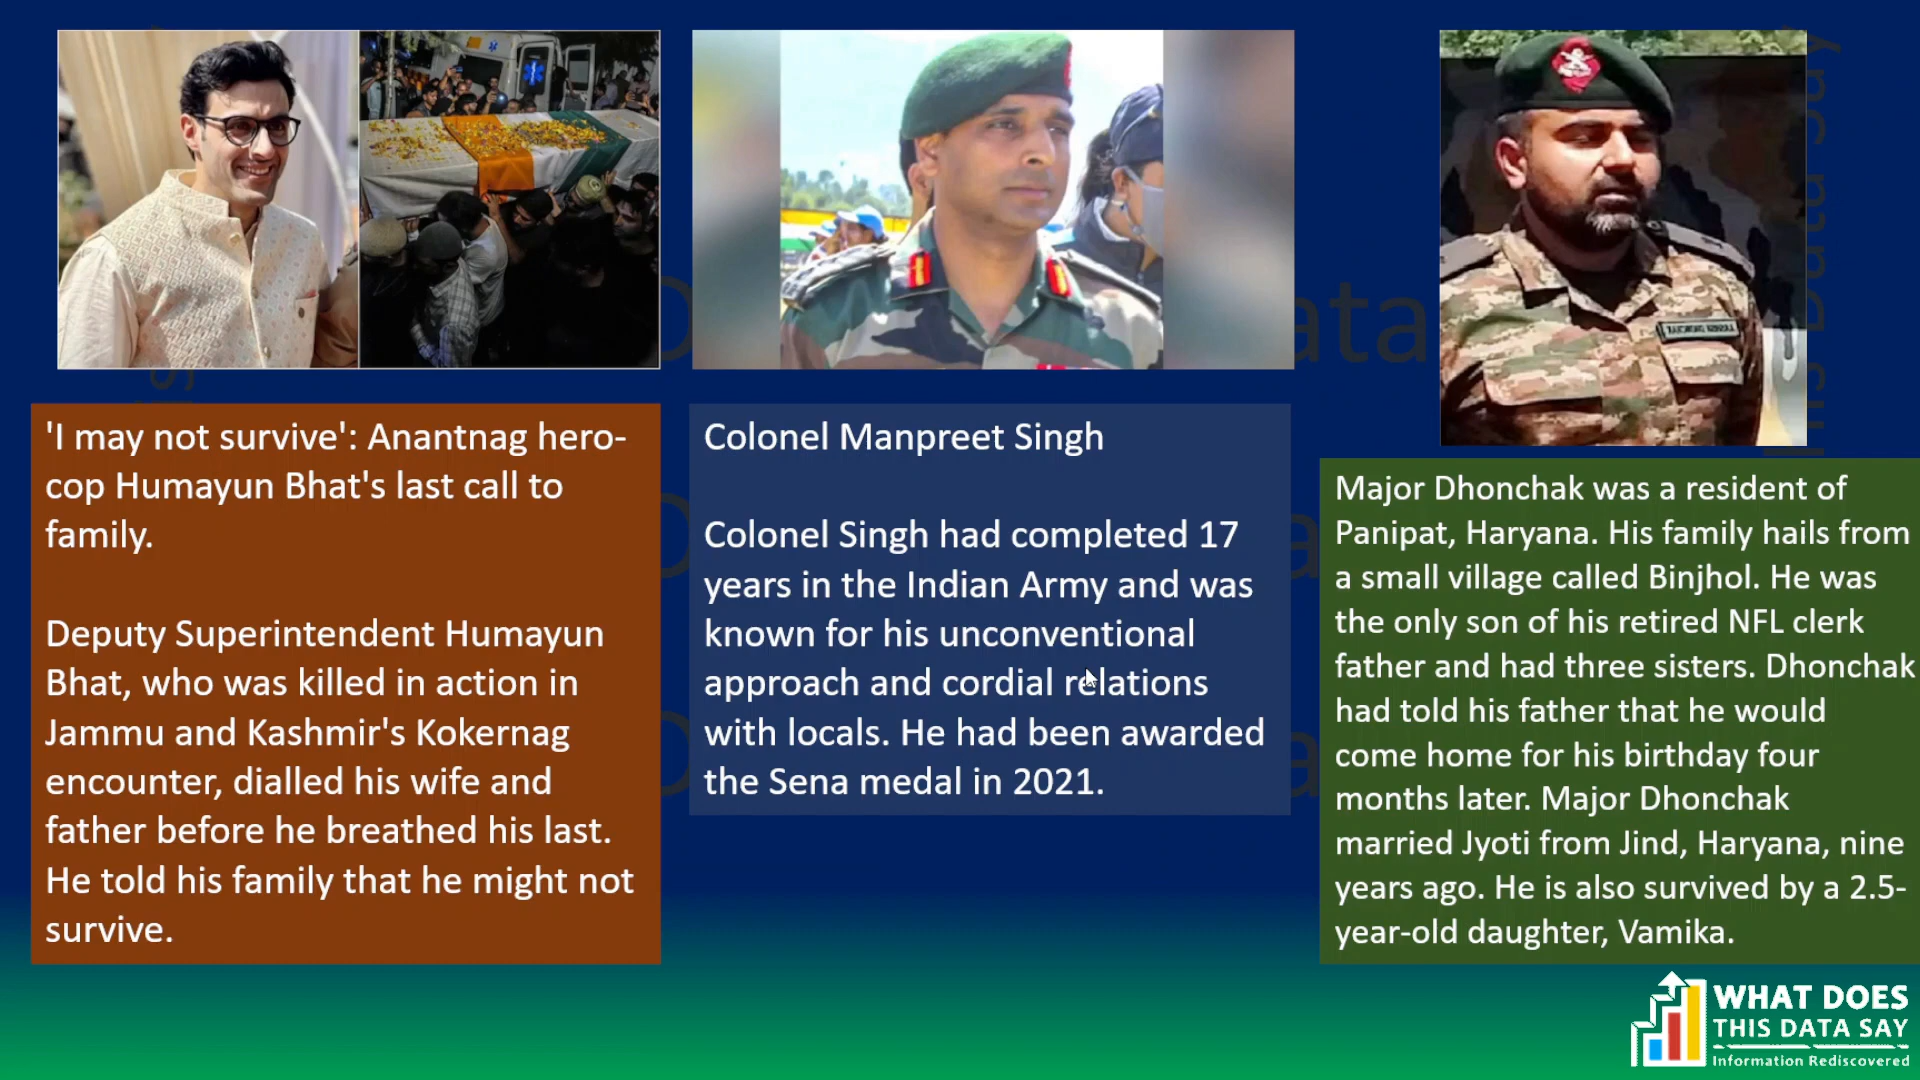 'I may not survive': Anantnag hero-
cop Humayun Bhat's last call to
family.
Deputy Superintendent Humayun
Bhat, who was killed in action in
Jammu and Kashmir's Kokernag
encounter, dialled his wife and
father before he breathed his last.
He told his family that he might not
survive.
Colonel Manpreet Singh
Colonel Singh had completed 17
years in the Indian Army and was
known for his unconventional
approach and cordial relations
with locals. He had been awarded
the Sena medal in 2021.
Major Dhonchak was a resident of
Panipat, Haryana. His family hails from
a small village called Binjhol. He was
the only son of his retired NFL clerk
father and had three sisters. Dhonchak
had told his father that he would
come home for his birthday four
months later. Major Dhonchak
married Jyoti from Jind, Haryana, nine
years ago. He is also survived by a 2.5-
year-old daughter, Vamika.
WHAT DOES
THIS DATA SAY
Information Rediscovered